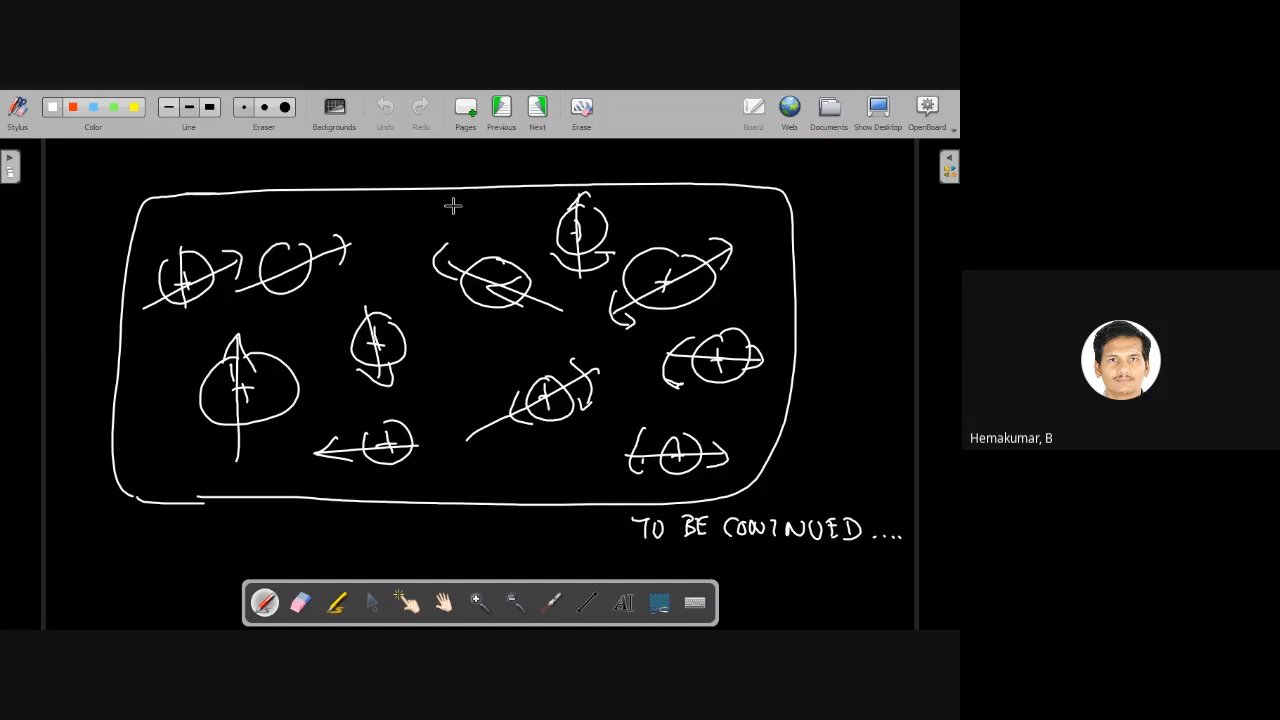 Stylus
Color
Line
Eraser
Backgrounds
Undo
Redo
Pages
Previous
Next
Erase
Board
Web
Documents
Show Desktop
OpenBoard
TO BE CONTINUED ....
AI
Hemakumar, B